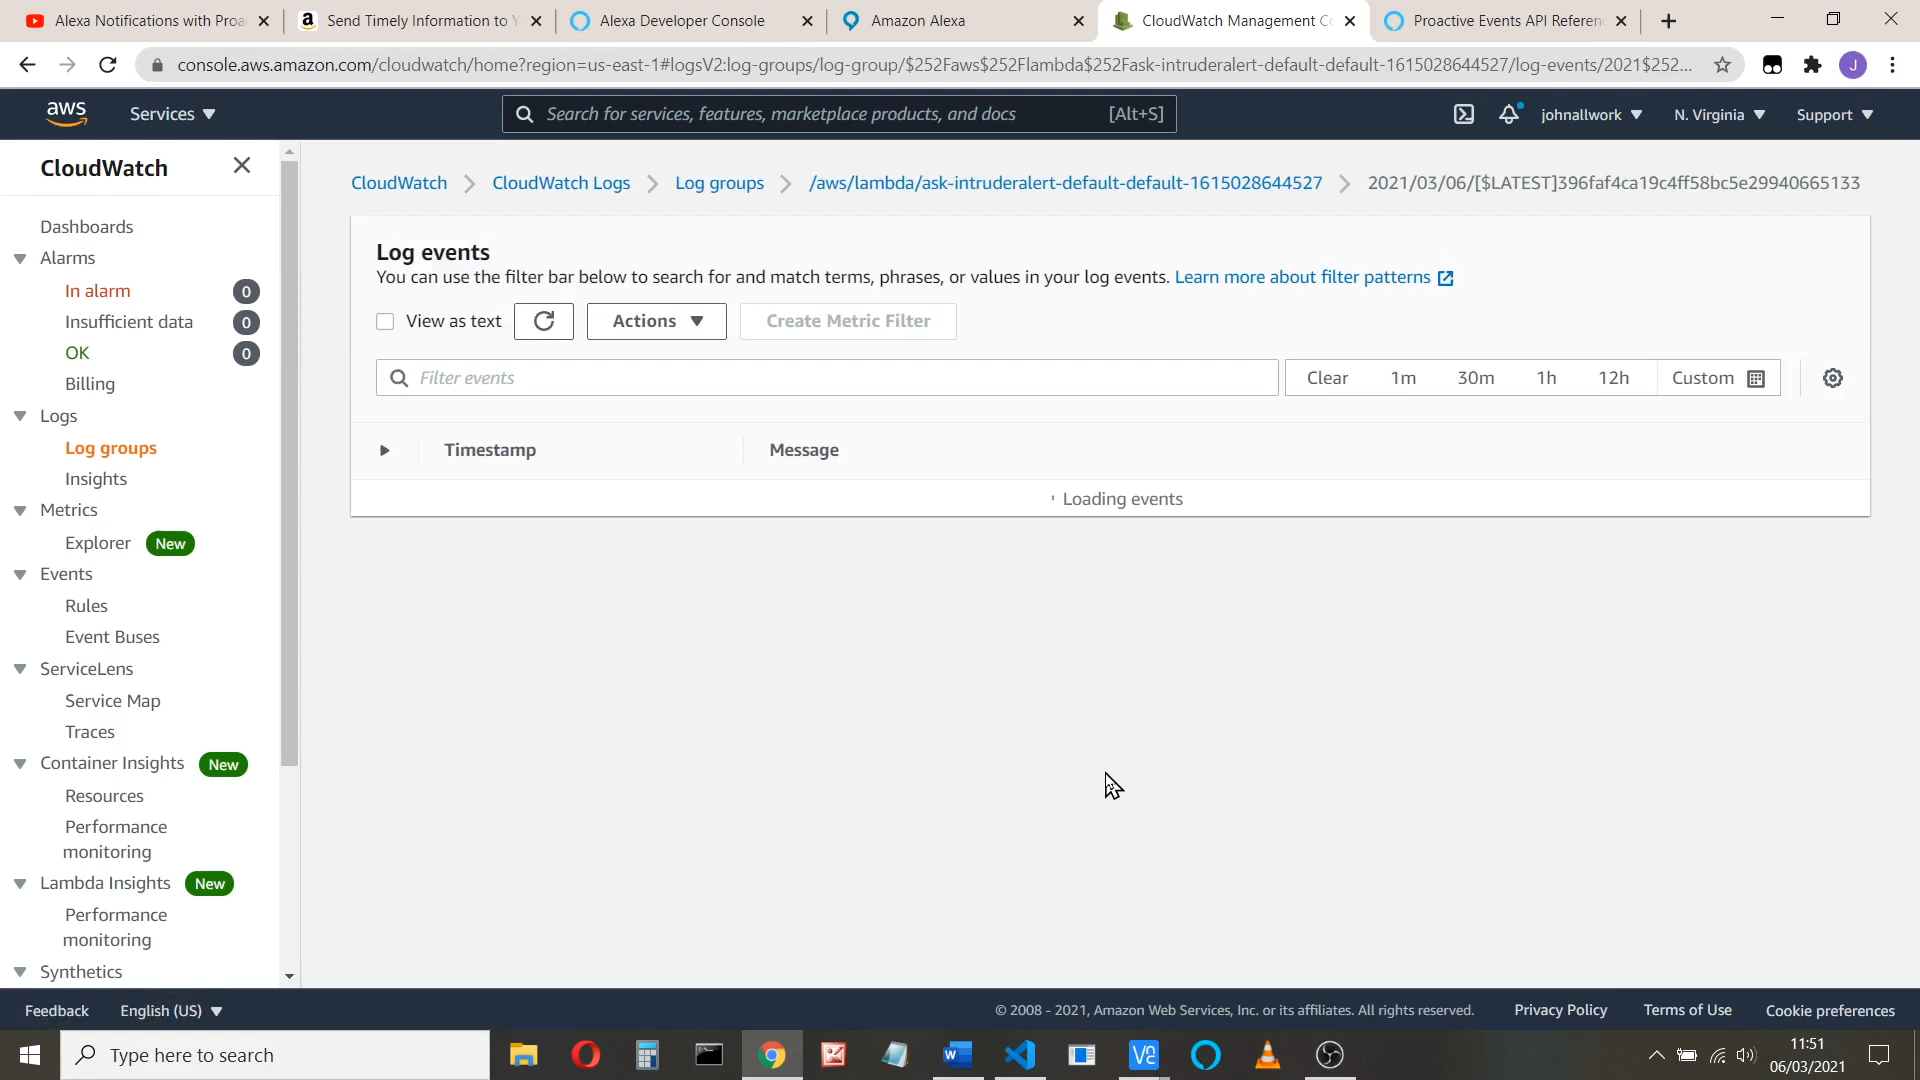 Alexa Notifications with Proa
Send Timely Information to Y
Alexa Developer Console
Amazon Alexa
CloudWatch Management Co
Proactive Events API Referen
console.aws.amazon.com/cloudwatch/home?region=us-east-1#logsV2:log-groups/log-group/$252Faws$252Flambda$252Fask-intruderalert-default-default-1615028644527/log-events/2021$252...
J
aws
Services
Search for services, features, marketplace products, and docs
[Alt+S]
johnallwork
N. Virginia
Support
CloudWatch
CloudWatch
CloudWatch Logs
Log groups
/aws/lambda/ask-intruderalert-default-default-1615028644527
2021/03/06/[$LATEST]396faf4ca19c4ff58bc5e29940665133
Dashboards
Alarms
In alarm 0
Insufficient data 0
OK 0
Billing
Logs
Log groups
Insights
Metrics
Explorer New
Events
Rules
Event Buses
ServiceLens
Service Map
Traces
Container Insights New
Resources
Performance
monitoring
Lambda Insights New
Performance
monitoring
Synthetics
Log events
You can use the filter bar below to search for and match terms, phrases, or values in your log events. Learn more about filter patterns
View as text
Actions
Create Metric Filter
Filter events
Clear
1m
30m
1h
12h
Custom
Timestamp
Message
Loading events
Feedback
English (US)
© 2008 - 2021, Amazon Web Services, Inc. or its affiliates. All rights reserved.
Privacy Policy
Terms of Use
Cookie preferences
Type here to search
11:51
06/03/2021